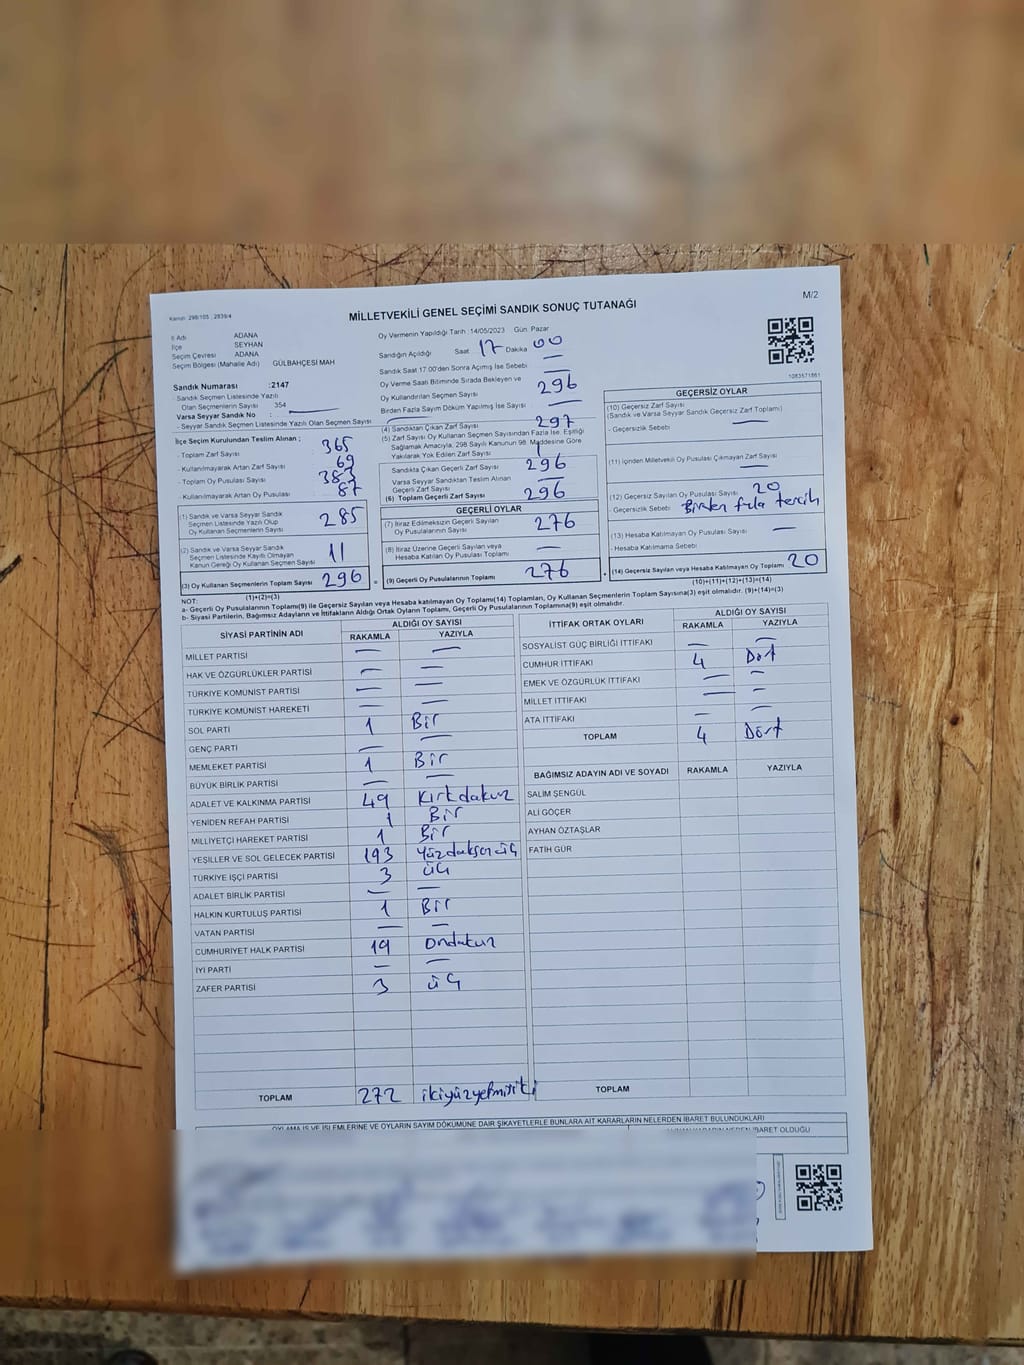 Kanun: 298/105 ; 2839/4
MİLLETVEKİLİ GENEL SEÇİMİ SANDIK SONUÇ TUTANAĞI
M/2
İl Adı ADANA
İlçe SEYHAN
Seçim Çevresi ADANA
Seçim Bölgesi (Mahalle Adı) GÜLBAHÇESİ MAH
Sandık Numarası : 2147
- Sandık Seçmen Listesinde Yazılı
Olan Seçmenlerin Sayısı 354
Varsa Seyyar Sandık No : —
- Seyyar Sandık Seçmen Listesinde Yazılı Olan Seçmen Sayısı
İlçe Seçim Kurulundan Teslim Alınan ;
- Toplam Zarf Sayısı 365
- Kullanılmayarak Artan Zarf Sayısı 69
- Toplam Oy Pusulası Sayısı 383
- Kullanılmayarak Artan Oy Pusulası 87
(1) Sandık ve Varsa Seyyar Sandık
Seçmen Listesinde Yazılı Olup
Oy Kullanan Seçmenlerin Sayısı 285
(2) Sandık ve Varsa Seyyar Sandık
Seçmen Listesinde Kayıtlı Olmayan
Kanun Gereği Oy Kullanan Seçmen Sayısı 11
(3) Oy Kullanan Seçmenlerin Toplam Sayısı 296 =
(1)+(2)=(3)
Oy Vermenin Yapıldığı Tarih :14/05/2023 Gün: Pazar
Sandığın Açıldığı Saat 17 Dakika 00
Sandık Saat 17.00'den Sonra Açılmış İse Sebebi —
Oy Verme Saati Bitiminde Sırada Bekleyen ve
Oy Kullandırılan Seçmen Sayısı — 296
Birden Fazla Sayım Döküm Yapılmış İse Sayısı —
(4) Sandıktan Çıkan Zarf Sayısı 297
(5) Zarf Sayısı Oy Kullanan Seçmen Sayısından Fazla İse, Eşitliği
Sağlamak Amacıyla, 298 Sayılı Kanunun 98. Maddesine Göre
Yakılarak Yok Edilen Zarf Sayısı 1
Sandıkta Çıkan Geçerli Zarf Sayısı 296
Varsa Seyyar Sandıktan Teslim Alınan
Geçerli Zarf Sayısı —
(6) Toplam Geçerli Zarf Sayısı 296
GEÇERLİ OYLAR
(7) İtiraz Edilmeksizin Geçerli Sayılan
Oy Pusulalarının Sayısı 276
(8) İtiraz Üzerine Geçerli Sayılan veya
Hesaba Katılan Oy Pusulası Toplamı —
(9) Geçerli Oy Pusulalarının Toplamı 276 +
1083571861
GEÇERSİZ OYLAR
(10) Geçersiz Zarf Sayısı
(Sandık ve Varsa Seyyar Sandık Geçersiz Zarf Toplamı)
- Geçersizlik Sebebi : —
(11) İçinden Milletvekili Oy Pusulası Çıkmayan Zarf Sayısı —
(12) Geçersiz Sayılan Oy Pusulası Sayısı 20
- Geçersizlik Sebebi : Birden fazla tercih
(13) Hesaba Katılmayan Oy Pusulası Sayısı —
- Hesaba Katılmama Sebebi :
(14) Geçersiz Sayılan veya Hesaba Katılmayan Oy Toplamı 20
(10)+(11)+(12)+(13)=(14)
NOT:
a- Geçerli Oy Pusulalarının Toplamı(9) ile Geçersiz Sayılan veya Hesaba Katılmayan Oy Toplamı(14) Toplamları, Oy Kullanan Seçmenlerin Toplam Sayısına(3) eşit olmalıdır. (9)+(14)=(3)
b- Siyasi Partilerin, Bağımsız Adayların ve İttifakların Aldığı Ortak Oyların Toplamı, Geçerli Oy Pusulalarının Toplamına(9) eşit olmalıdır.
SİYASİ PARTİNİN ADI ALDIĞI OY SAYISI
RAKAMLA YAZIYLA
MİLLET PARTİSİ — —
HAK VE ÖZGÜRLÜKLER PARTİSİ — —
TÜRKİYE KOMÜNİST PARTİSİ — —
TÜRKİYE KOMÜNİST HAREKETİ — —
SOL PARTİ 1 Bir
GENÇ PARTİ — —
MEMLEKET PARTİSİ 1 Bir
BÜYÜK BİRLİK PARTİSİ — —
ADALET VE KALKINMA PARTİSİ 49 Kırkdakuz
YENİDEN REFAH PARTİSİ 1 Bir
MİLLİYETÇİ HAREKET PARTİSİ 1 Bir
YEŞİLLER VE SOL GELECEK PARTİSİ 193 Yüzdoksanüç
TÜRKİYE İŞÇİ PARTİSİ 3 üç
ADALET BİRLİK PARTİSİ — —
HALKIN KURTULUŞ PARTİSİ 1 Bir
VATAN PARTİSİ — —
CUMHURİYET HALK PARTİSİ 19 Ondakuz
İYİ PARTİ — —
ZAFER PARTİSİ 3 üç
TOPLAM 272 ikiyüzyetmişiki
İTTİFAK ORTAK OYLARI ALDIĞI OY SAYISI
RAKAMLA YAZIYLA
SOSYALİST GÜÇ BİRLİĞİ İTTİFAKI — —
CUMHUR İTTİFAKI 4 Dört
EMEK VE ÖZGÜRLÜK İTTİFAKI — —
MİLLET İTTİFAKI — —
ATA İTTİFAKI — —
TOPLAM 4 Dört
BAĞIMSIZ ADAYIN ADI VE SOYADI RAKAMLA YAZIYLA
SALİM ŞENGÜL
ALİ GÖÇER
AYHAN ÖZTAŞLAR
FATİH GÜR
TOPLAM
OYLAMA İŞ VE İŞLEMLERİNE VE OYLARIN SAYIM DÖKÜMÜNE DAİR ŞİKAYETLERLE BUNLARA AİT KARARLARIN NELERDEN İBARET BULUNDUKLARI
NEDEN İBARET OLDUĞU